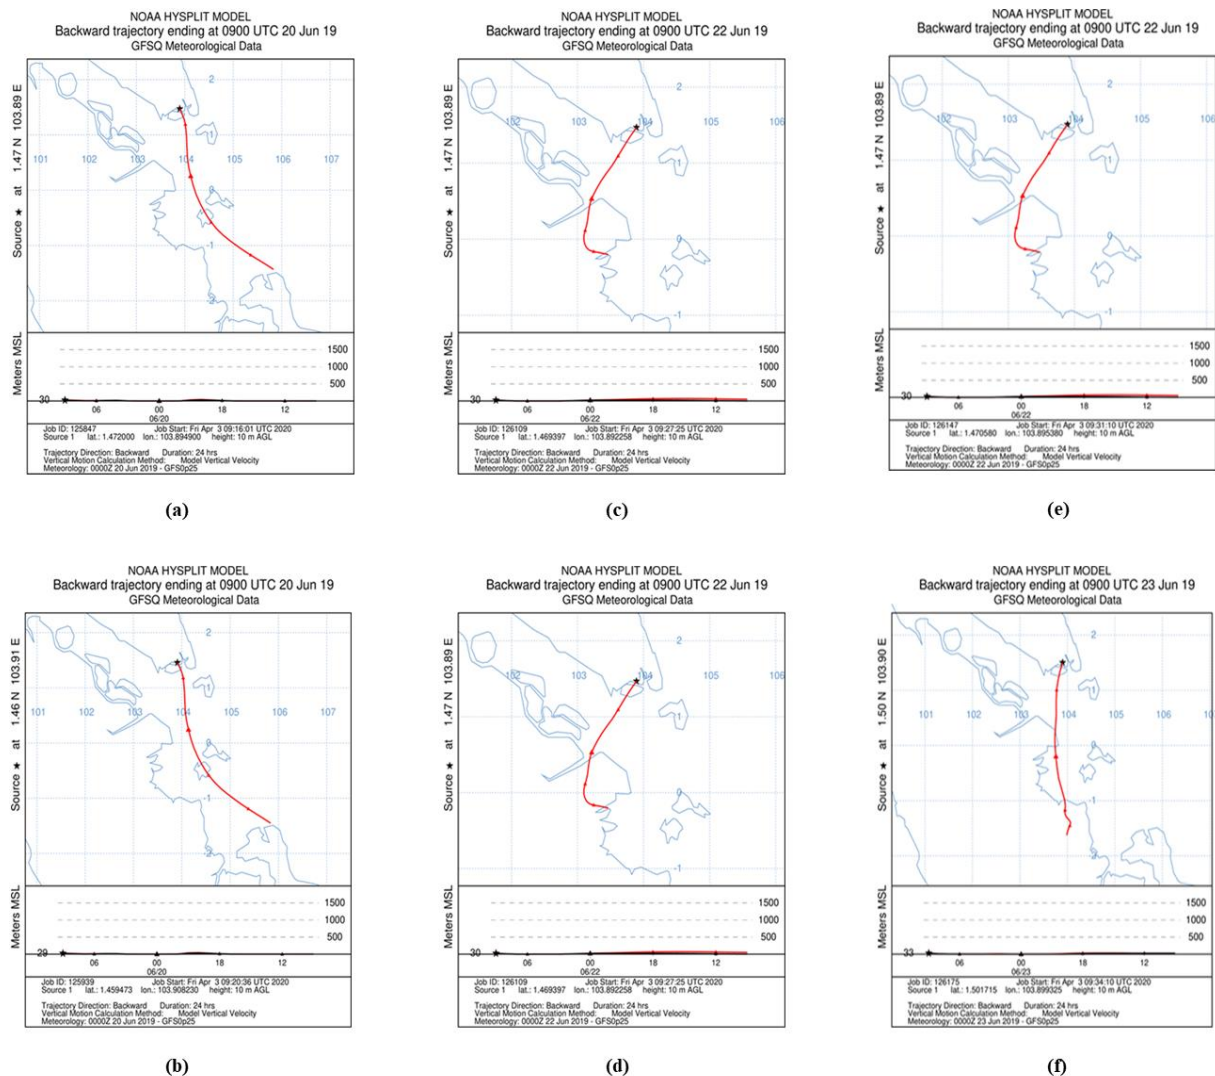 NOAA HYSPLIT MODEL
Backward trajectory ending at 0900 UTC 20 Jun 19
GFSQ Meteorological Data
Source ★ at 1.47 N 103.89 E
2
1
101 102 103 104 105 106 107
0
-1
-2
Meters MSL
1500
1000
500
30
06 00 18 12
06/20
Job ID: 125847 Job Start: Fri Apr 3 09:16:01 UTC 2020
Source 1 lat.: 1.472000 lon.: 103.894900 height: 10 m AGL
Trajectory Direction: Backward Duration: 24 hrs
Vertical Motion Calculation Method: Model Vertical Velocity
Meteorology: 0000Z 20 Jun 2019 - GFS0p25
(a)
NOAA HYSPLIT MODEL
Backward trajectory ending at 0900 UTC 22 Jun 19
GFSQ Meteorological Data
Source ★ at 1.47 N 103.89 E
2
102 103 104 105 106
1
0
-1
Meters MSL
1500
1000
500
30
06 00 18 12
06/22
Job ID: 126109 Job Start: Fri Apr 3 09:27:25 UTC 2020
Source 1 lat.: 1.469397 lon.: 103.892258 height: 10 m AGL
Trajectory Direction: Backward Duration: 24 hrs
Vertical Motion Calculation Method: Model Vertical Velocity
Meteorology: 0000Z 22 Jun 2019 - GFS0p25
(c)
NOAA HYSPLIT MODEL
Backward trajectory ending at 0900 UTC 22 Jun 19
GFSQ Meteorological Data
Source ★ at 1.47 N 103.89 E
2
102 103 104 105 106
1
0
-1
Meters MSL
1500
1000
500
30
06 00 18 12
06/22
Job ID: 126147 Job Start: Fri Apr 3 09:31:10 UTC 2020
Source 1 lat.: 1.470580 lon.: 103.895380 height: 10 m AGL
Trajectory Direction: Backward Duration: 24 hrs
Vertical Motion Calculation Method: Model Vertical Velocity
Meteorology: 0000Z 22 Jun 2019 - GFS0p25
(e)
NOAA HYSPLIT MODEL
Backward trajectory ending at 0900 UTC 20 Jun 19
GFSQ Meteorological Data
Source ★ at 1.46 N 103.91 E
2
1
101 102 103 104 105 106 107
0
-1
-2
Meters MSL
1500
1000
500
29
06 00 18 12
06/20
Job ID: 125939 Job Start: Fri Apr 3 09:20:36 UTC 2020
Source 1 lat.: 1.459473 lon.: 103.908230 height: 10 m AGL
Trajectory Direction: Backward Duration: 24 hrs
Vertical Motion Calculation Method: Model Vertical Velocity
Meteorology: 0000Z 20 Jun 2019 - GFS0p25
(b)
NOAA HYSPLIT MODEL
Backward trajectory ending at 0900 UTC 22 Jun 19
GFSQ Meteorological Data
Source ★ at 1.47 N 103.89 E
2
102 103 104 105 106
1
0
-1
Meters MSL
1500
1000
500
30
06 00 18 12
06/22
Job ID: 126109 Job Start: Fri Apr 3 09:27:25 UTC 2020
Source 1 lat.: 1.469397 lon.: 103.892258 height: 10 m AGL
Trajectory Direction: Backward Duration: 24 hrs
Vertical Motion Calculation Method: Model Vertical Velocity
Meteorology: 0000Z 22 Jun 2019 - GFS0p25
(d)
NOAA HYSPLIT MODEL
Backward trajectory ending at 0900 UTC 23 Jun 19
GFSQ Meteorological Data
Source ★ at 1.50 N 103.90 E
2
1
101 102 103 104 105 106
0
-1
-2
Meters MSL
1500
1000
500
33
06 00 18 12
06/23
Job ID: 126175 Job Start: Fri Apr 3 09:34:10 UTC 2020
Source 1 lat.: 1.501715 lon.: 103.899325 height: 10 m AGL
Trajectory Direction: Backward Duration: 24 hrs
Vertical Motion Calculation Method: Model Vertical Velocity
Meteorology: 0000Z 23 Jun 2019 - GFS0p25
(f)